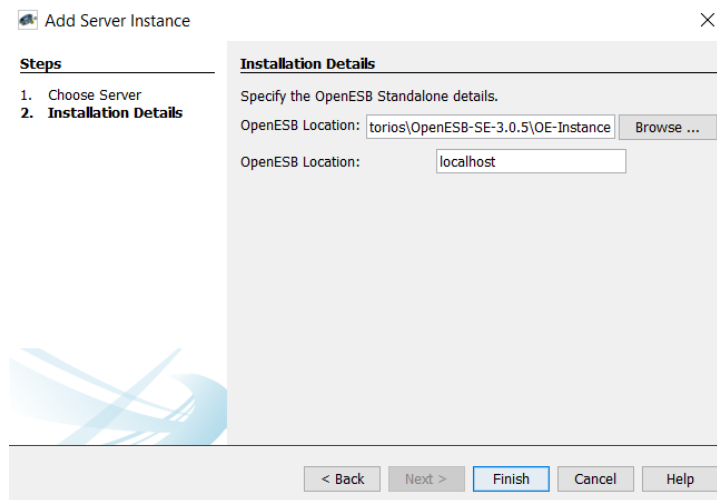 Add Server Instance
Steps
1. Choose Server
2. Installation Details
Installation Details
Specify the OpenESB Standalone details.
OpenESB Location: torios\OpenESB-SE-3.0.5\OE-Instance Browse ...
OpenESB Location: localhost
< Back Next > Finish Cancel Help